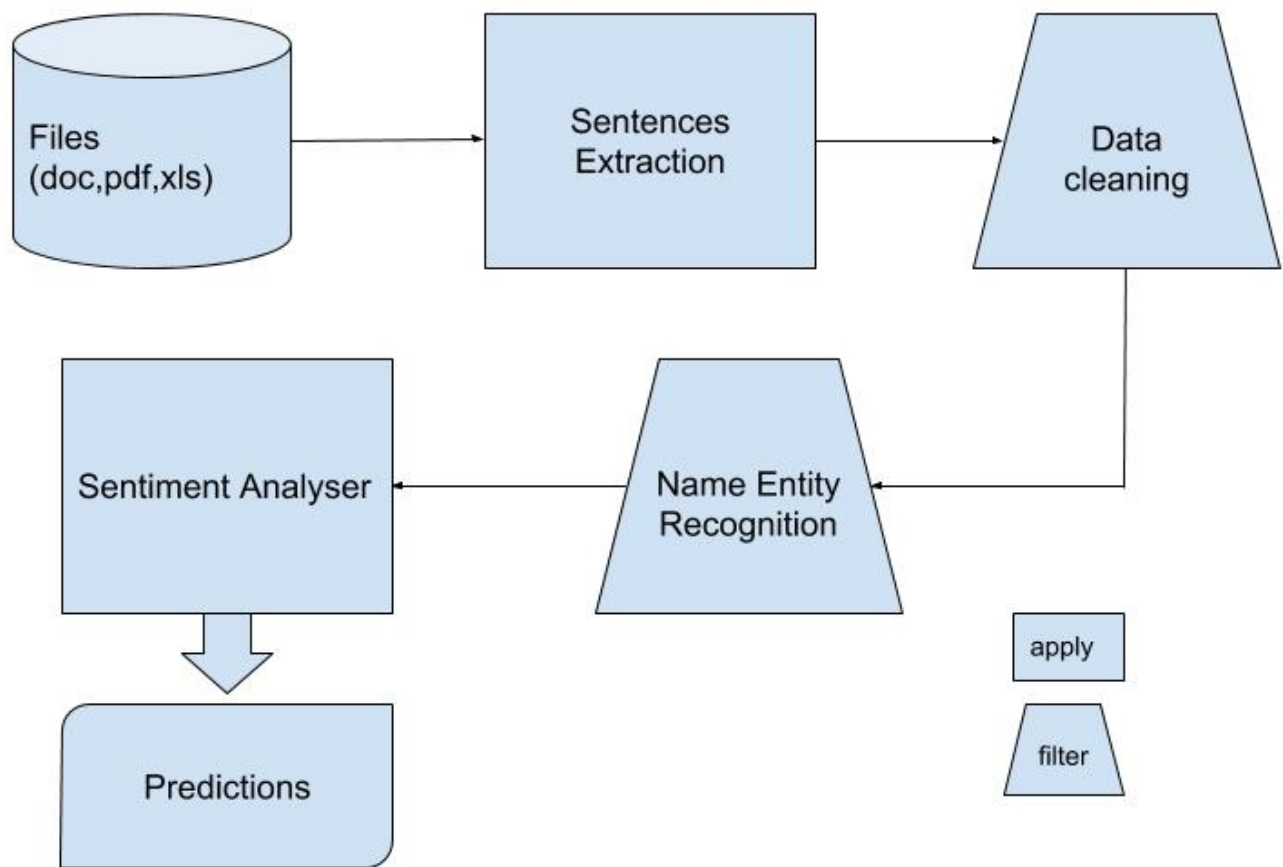 Files
(doc,pdf,xls)
Sentences
Extraction
Data
cleaning
Sentiment Analyser
Name Entity
Recognition
apply
filter
Predictions